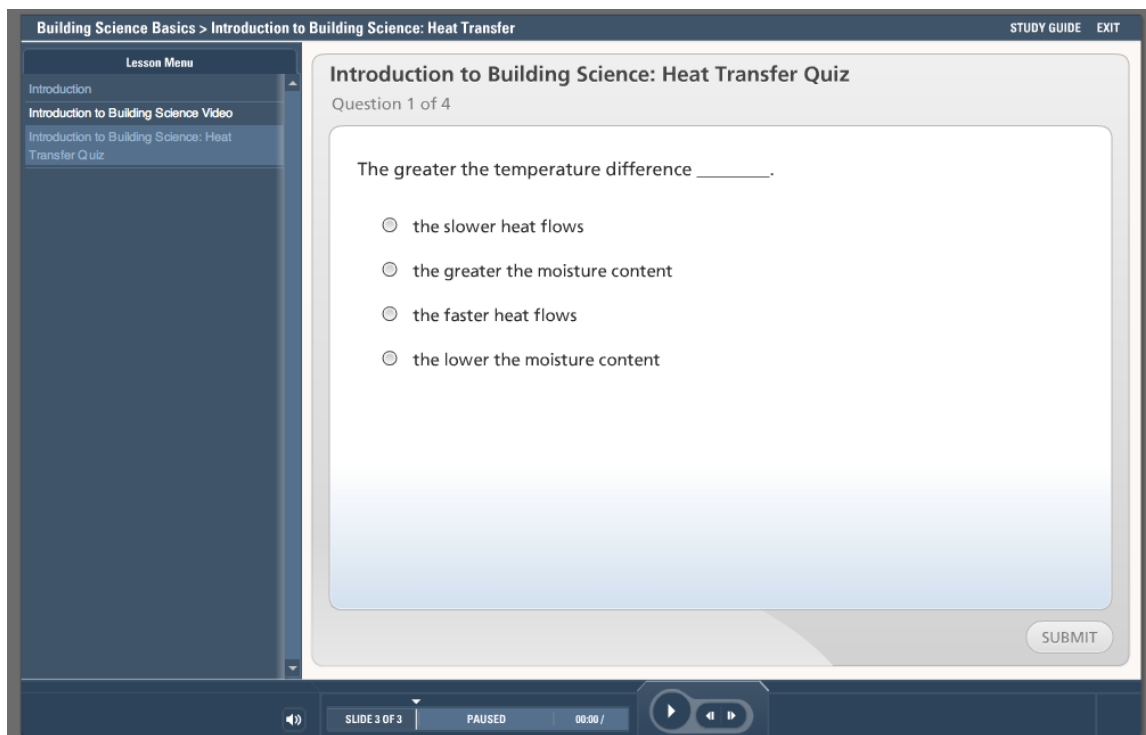 Building Science Basics > Introduction to Building Science: Heat Transfer
STUDY GUIDE EXIT
Lesson Menu
Introduction
Introduction to Building Science Video
Introduction to Building Science: Heat
Transfer Quiz
Introduction to Building Science: Heat Transfer Quiz
Question 1 of 4
The greater the temperature difference ________.
the slower heat flows
the greater the moisture content
the faster heat flows
the lower the moisture content
SUBMIT
SLIDE 3 OF 3 PAUSED 00:00 /